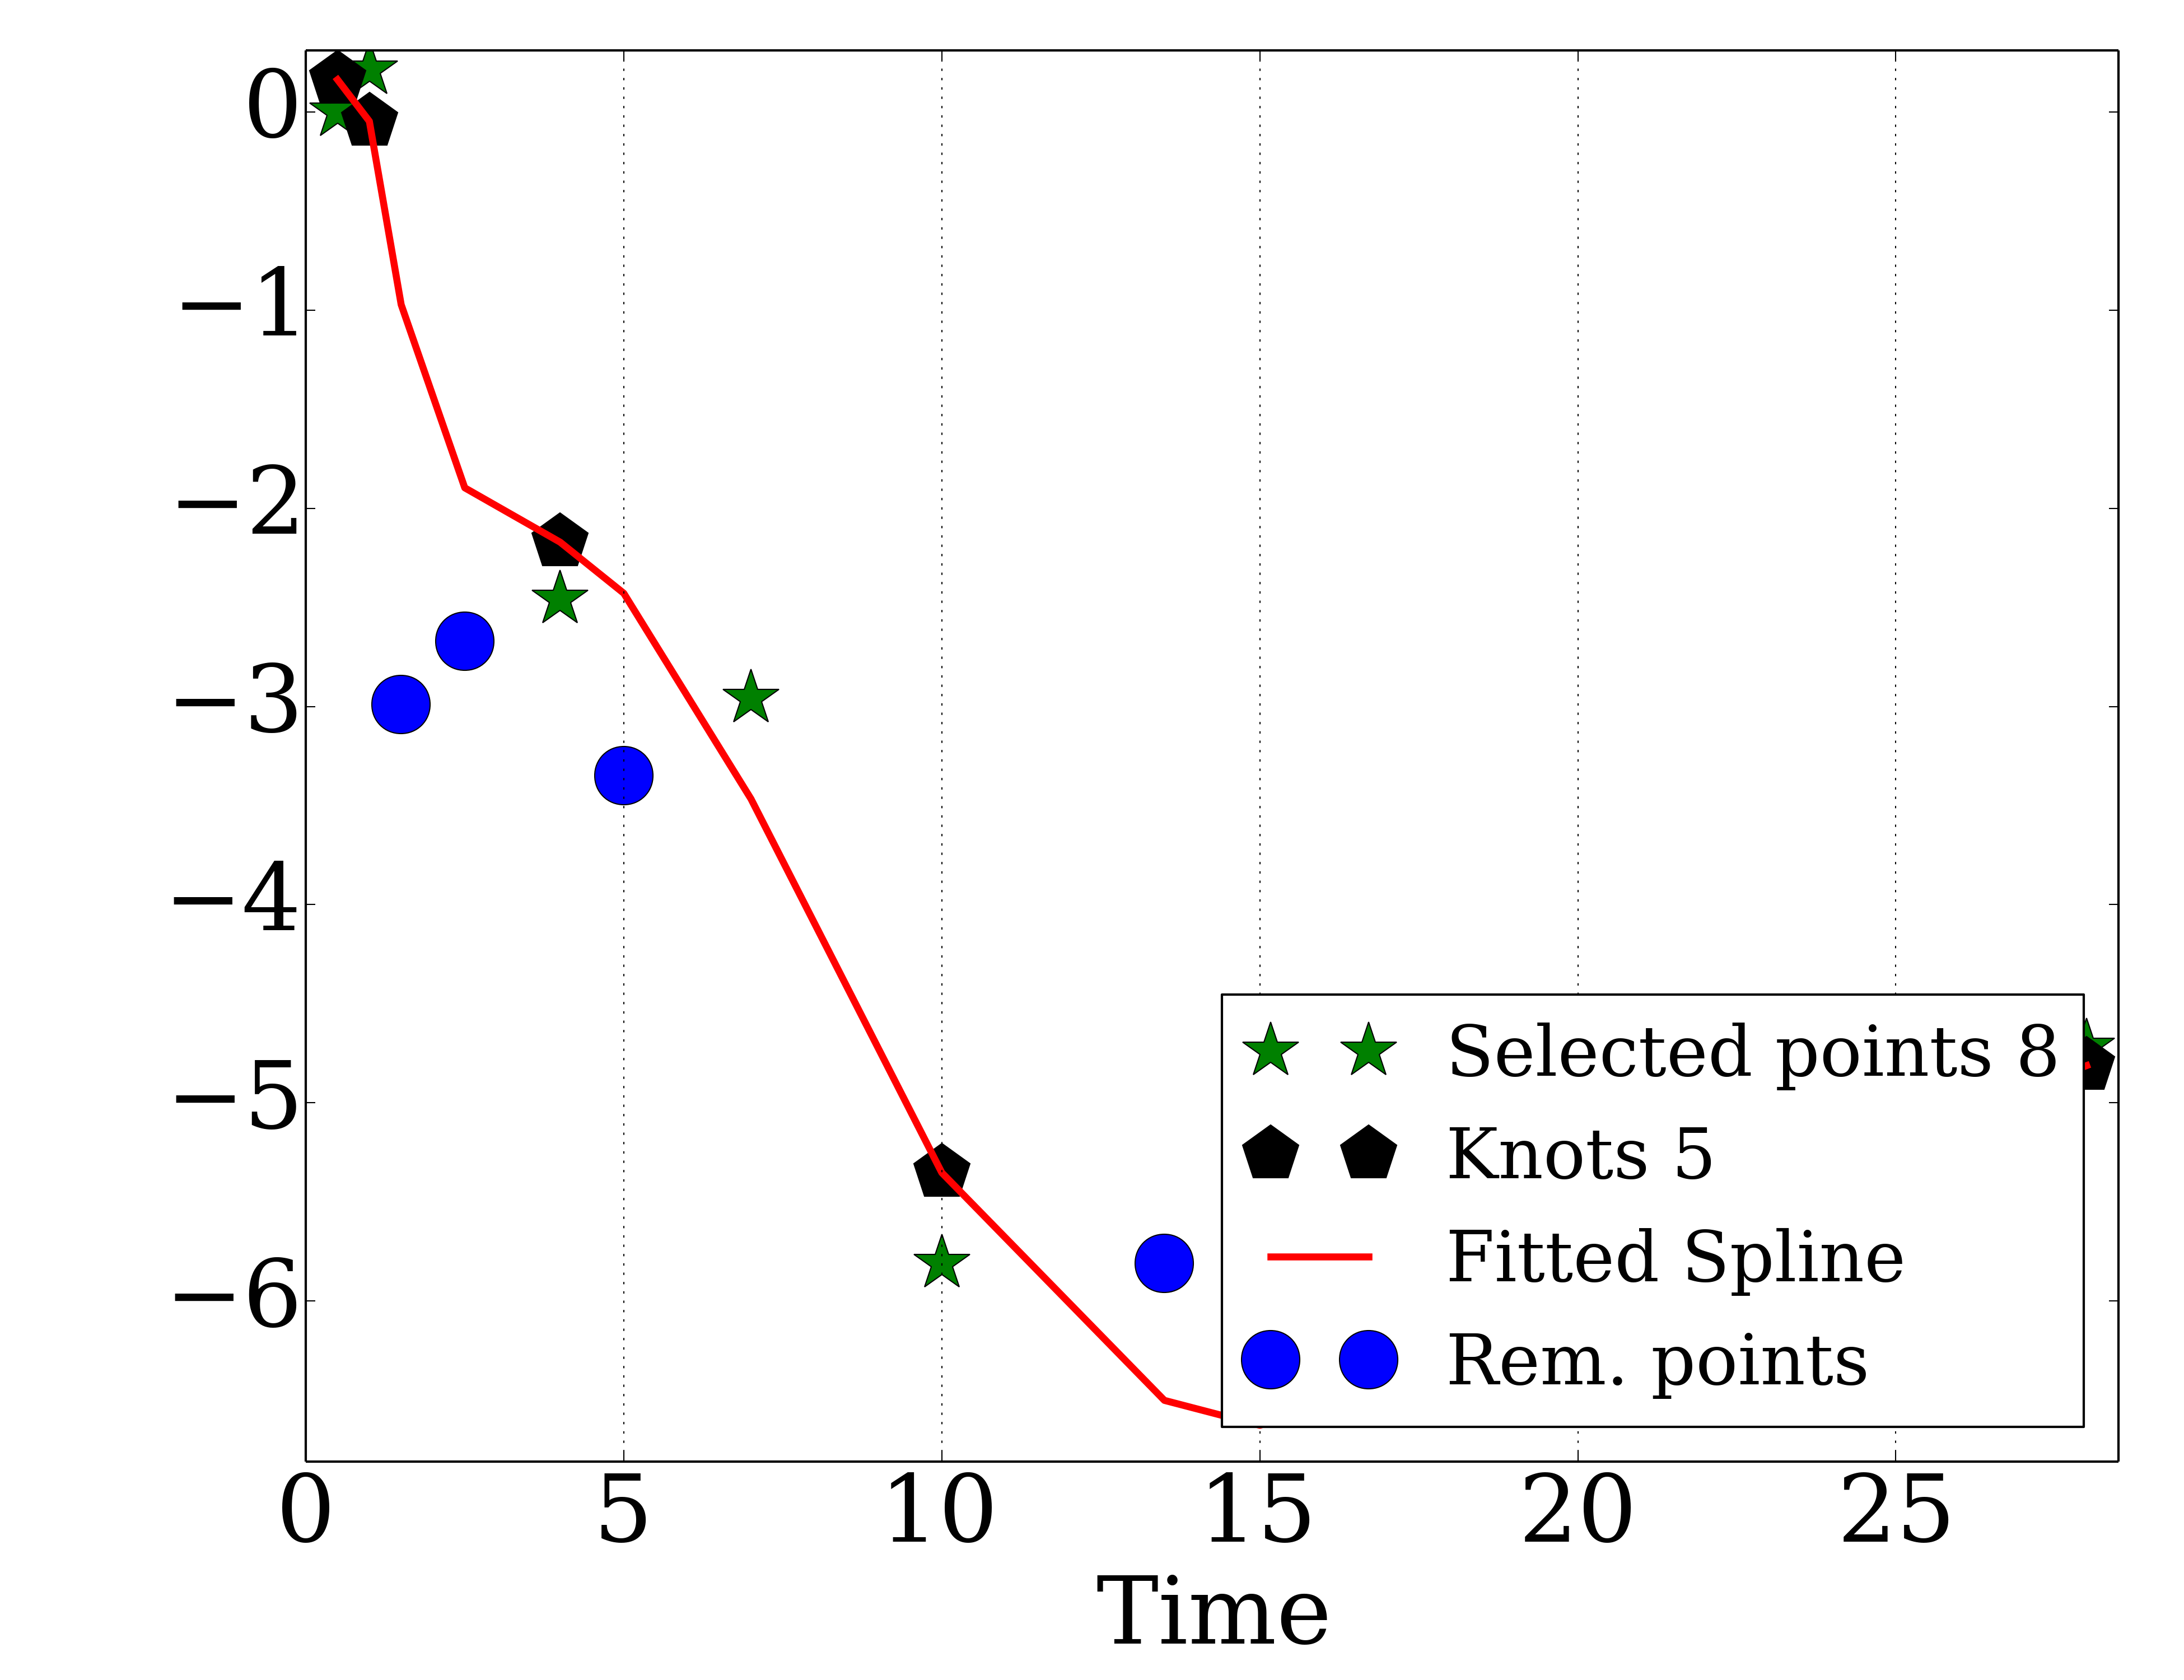 0
−1
−2
−3
−4
−5
−6
Selected points 8
Knots 5
Fitted Spline
Rem. points
0 5 10 15 20 25
Time